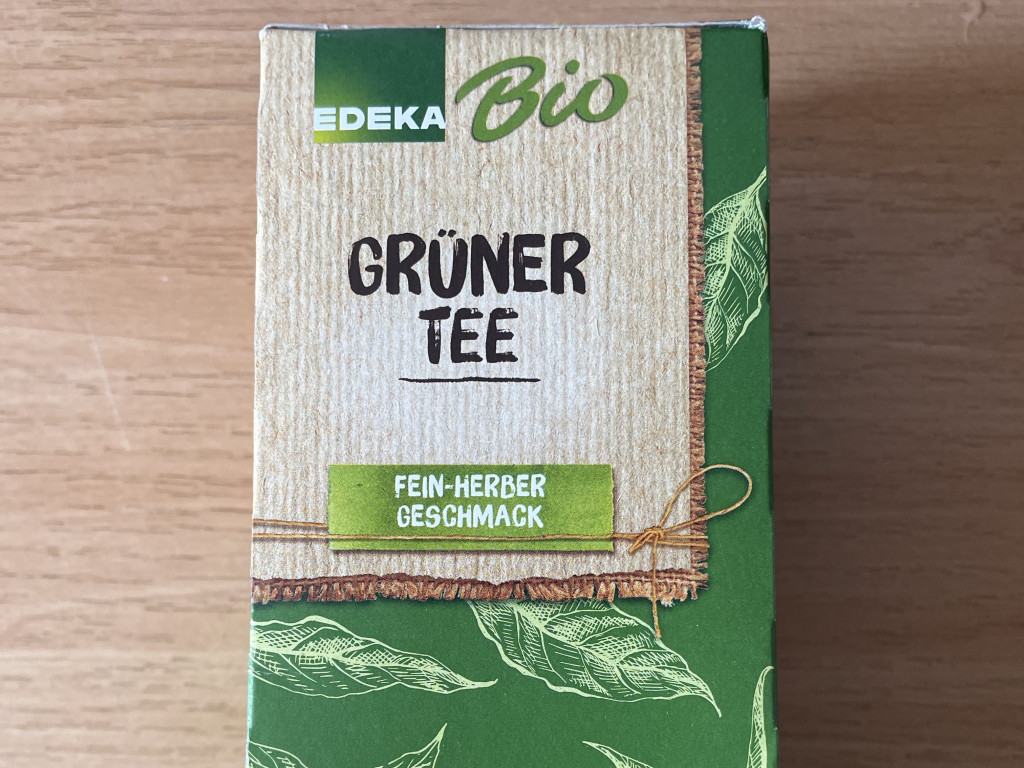 EDEKA Bio
GRÜNER
TEE
FEIN-HERBER
GESCHMACK